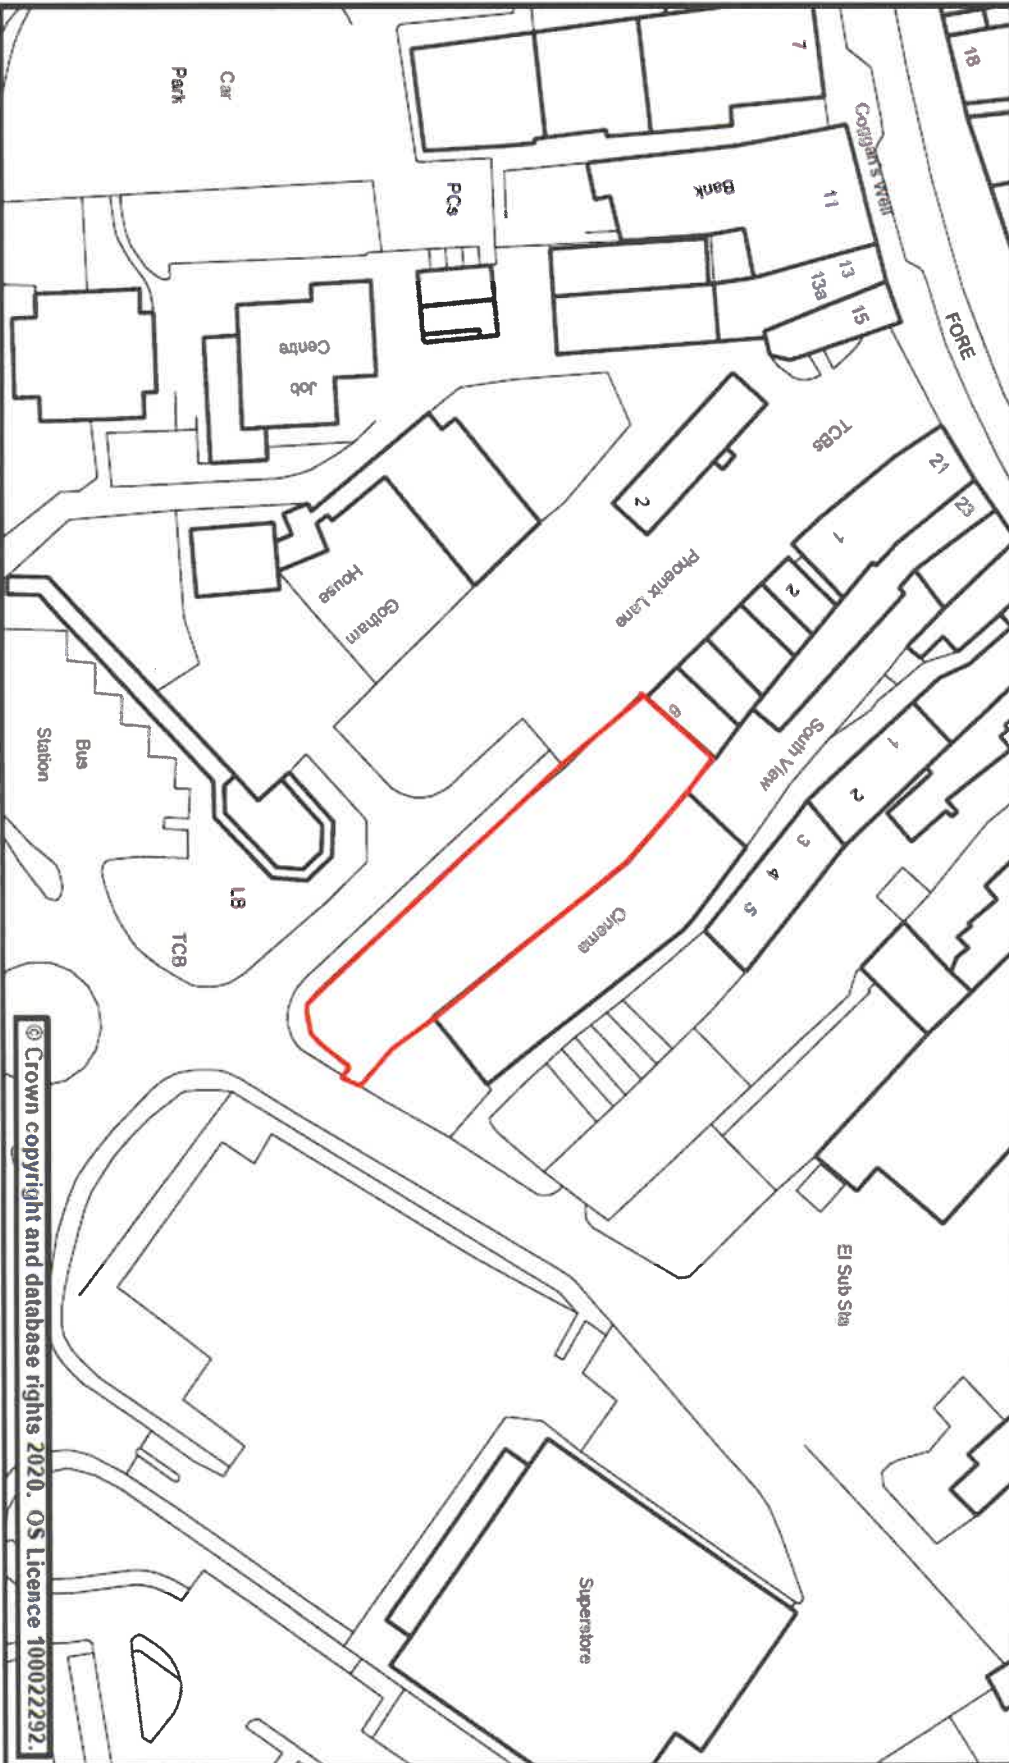 18
7
Coggan's Well
FORE
Car
Park
PCs
Bank
11
13
13a
15
Job
Centre
TCBs
21
23
2
1
2
Phoenix Lane
Gotham
House
6
South View
1
2
3
4
5
Cinema
Bus
Station
LB
TCB
El Sub Sta
Superstore
© Crown copyright and database rights 2020. OS Licence 100022292.